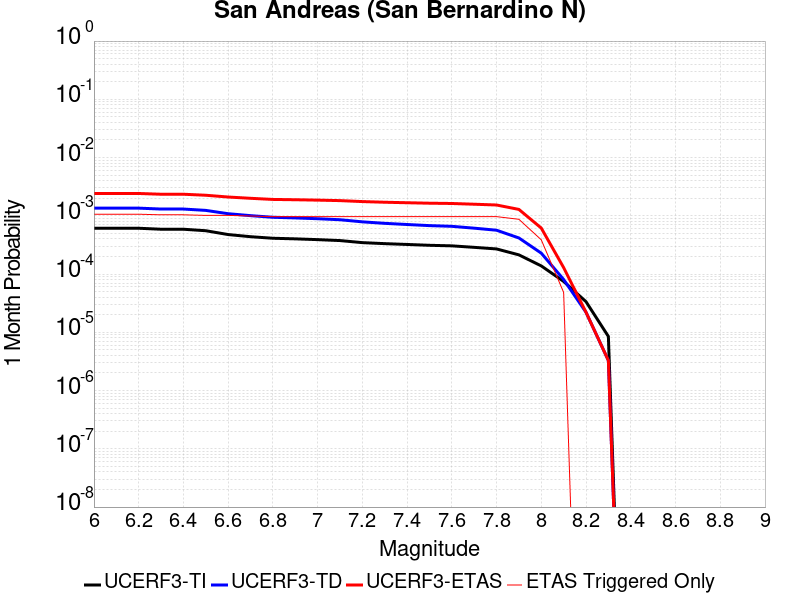 San Andreas (San Bernardino N)
10^0
10^-1
10^-2
10^-3
10^-4
10^-5
10^-6
10^-7
10^-8
1 Month Probability
6 6.2 6.4 6.6 6.8 7 7.2 7.4 7.6 7.8 8 8.2 8.4 8.6 8.8 9
Magnitude
UCERF3-TI UCERF3-TD UCERF3-ETAS ETAS Triggered Only